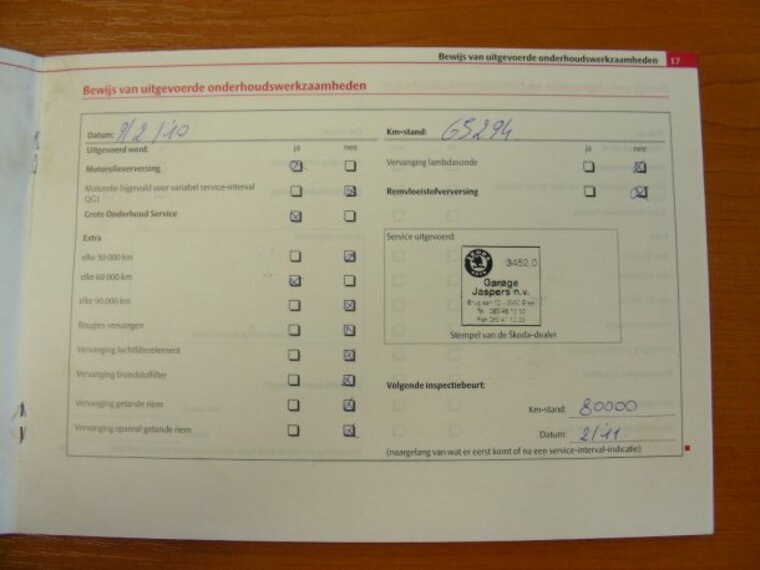 Bewijs van uitgevoerde onderhoudswerkzaamheden 17
Bewijs van uitgevoerde onderhoudswerkzaamheden
Datum: 9/2/'10
Uitgevoerd werd: ja nee
Motorolieverversing
Motorolie bijgevuld voor variabel service-interval
QG1
Grote Onderhoud Service
Extra
elke 30 000 km
elke 60 000 km
elke 90.000 km
Bougies vervangen
Vervanging luchtfilterelement
Vervanging brandstoffilter
Vervanging getande riem
Vervanging spanrol getande riem
Km-stand: 65294
ja nee
Vervanging lambdasonde
Remvloeistofverversing
Service uitgevoerd:
SKODA
3452.0
Garage
Jaspers n.v.
Stempel van de Škoda-dealer
Volgende inspectiebeurt:
Km-stand: 80000
Datum: 2/'11
(naargelang van wat er eerst komt of na een service-interval-indicatie)